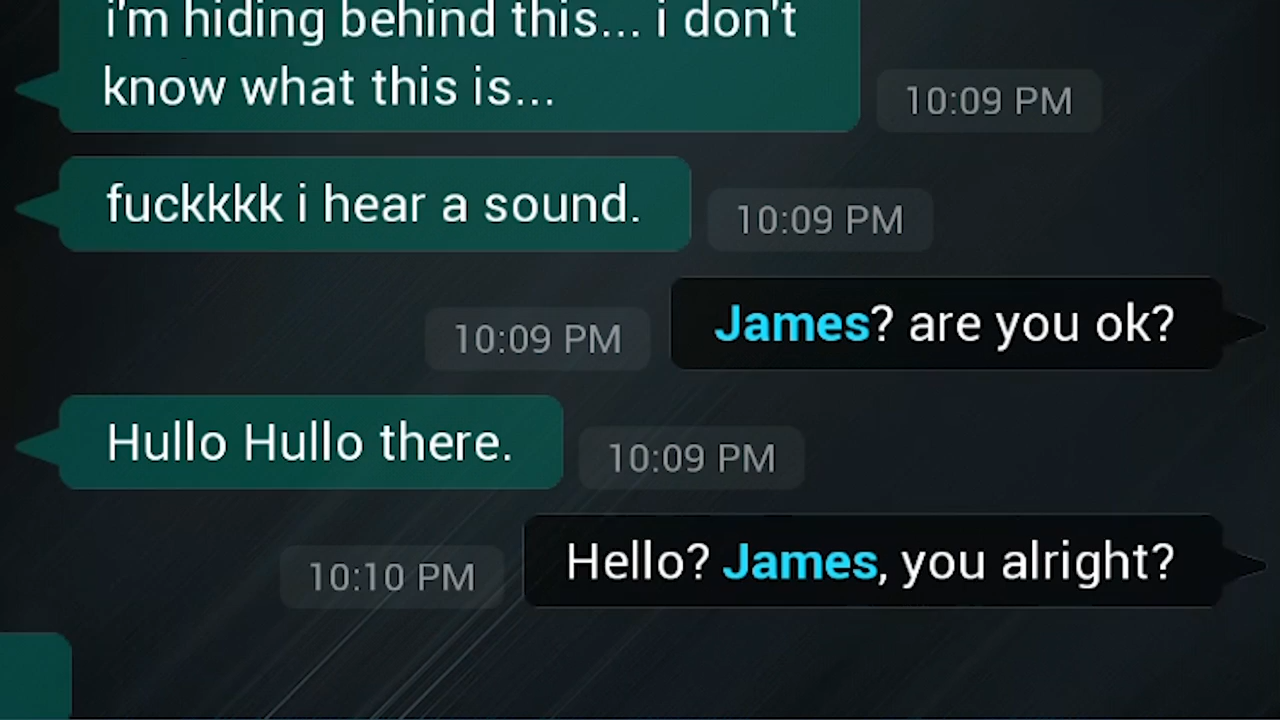 i'm hiding behind this... i don't
know what this is...
10:09 PM
fuckkkk i hear a sound.
10:09 PM
10:09 PM
James? are you ok?
Hullo Hullo there.
10:09 PM
10:10 PM
Hello? James, you alright?